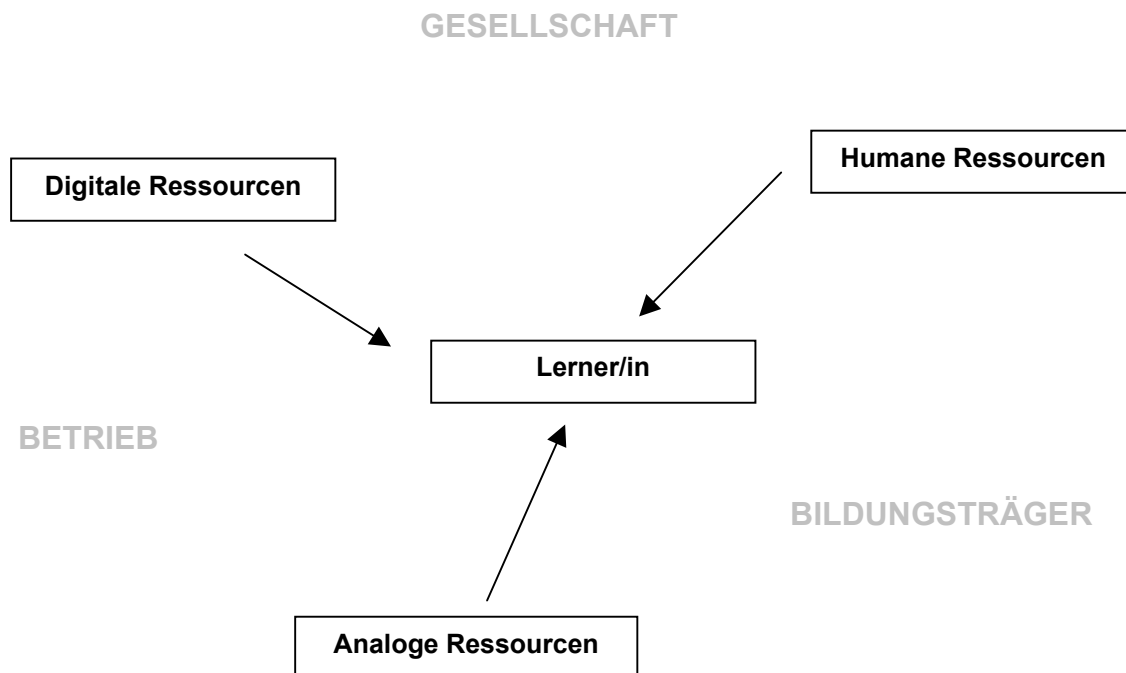 GESELLSCHAFT
Humane Ressourcen
Digitale Ressourcen
Lerner/in
BETRIEB
BILDUNGSTRÄGER
Analoge Ressourcen